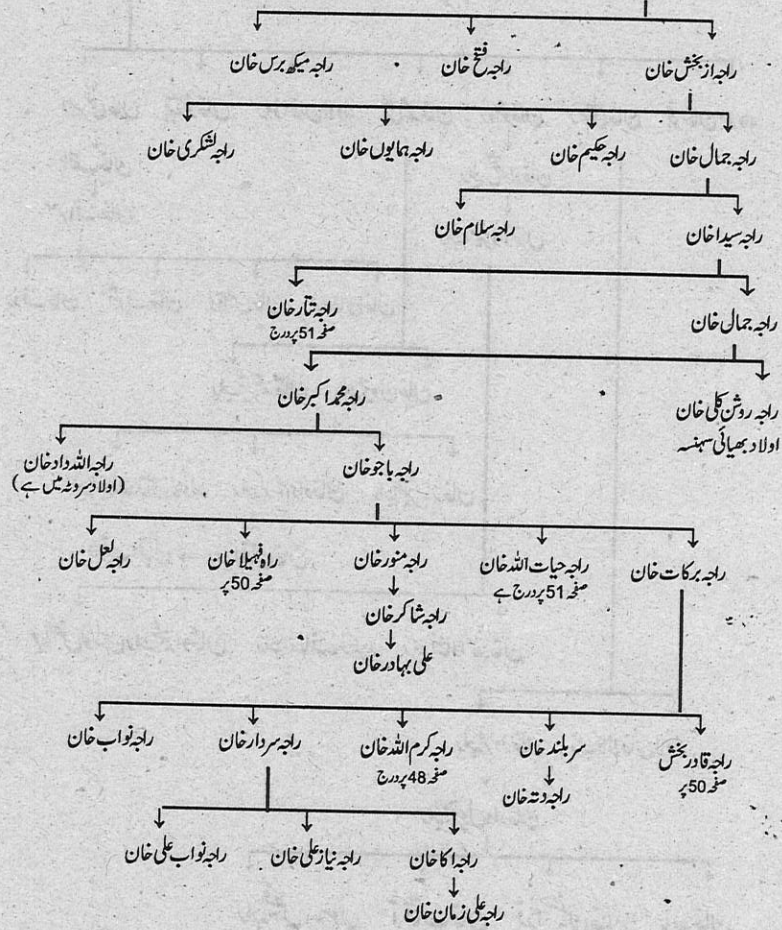 راجہ از بخش خان راجہ فتح خان راجہ میکھ برس خان
راجہ جمال خان راجہ حکیم خان راجہ ہمایوں خان راجہ لشکری خان
راجہ سیدا خان راجہ سلام خان
راجہ جمال خان راجہ تتار خان
صفحہ 51 پر درج
راجہ روشن کلی خان راجہ محمد اکبر خان
اولاد بھیائی سہنسہ
راجہ باجو خان راجہ اللہ داد خان
(اولاد سروٹہ میں ہے)
راجہ برکات خان راجہ حیات اللہ خان راجہ منور خان راہ فہیلا خان راجہ لعل خان
صفحہ 51 پر درج ہے صفحہ 50 پر
راجہ شاکر خان
علی بہادر خان
راجہ قادر بخش سر بلند خان راجہ کرم اللہ خان راجہ سردار خان راجہ نواب خان
صفحہ 50 پر صفحہ 48 پر درج
راجہ دتہ خان
راجہ اکا خان راجہ نیاز علی خان راجہ نواب علی خان
راجہ علی زمان خان